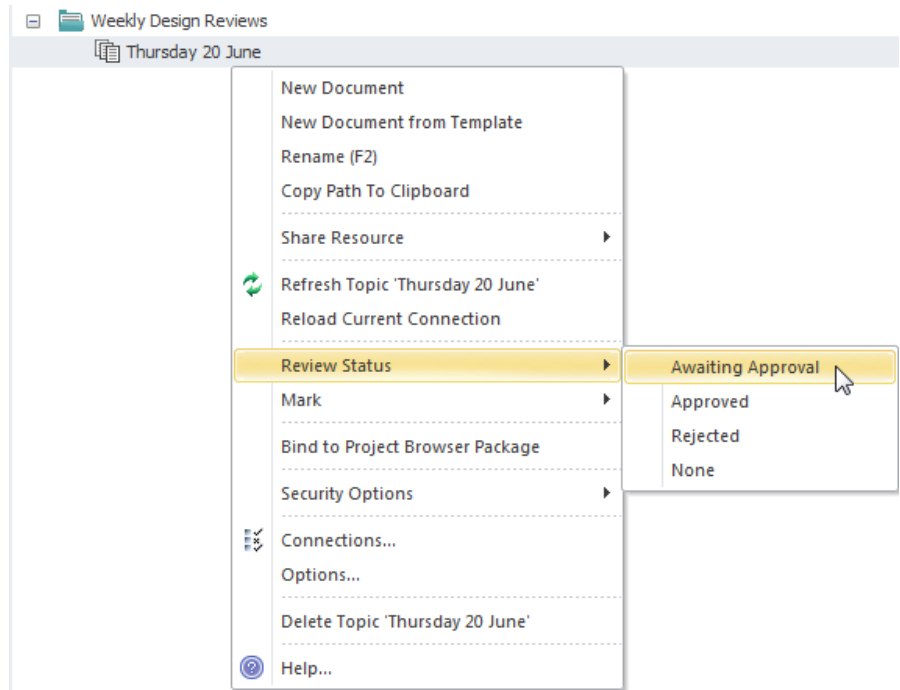 Weekly Design Reviews
Thursday 20 June
New Document
New Document from Template
Rename (F2)
Copy Path To Clipboard
Share Resource
Refresh Topic 'Thursday 20 June'
Reload Current Connection
Review Status
Awaiting Approval
Mark
Approved
Rejected
Bind to Project Browser Package
None
Security Options
Connections...
Options...
Delete Topic 'Thursday 20 June'
Help...